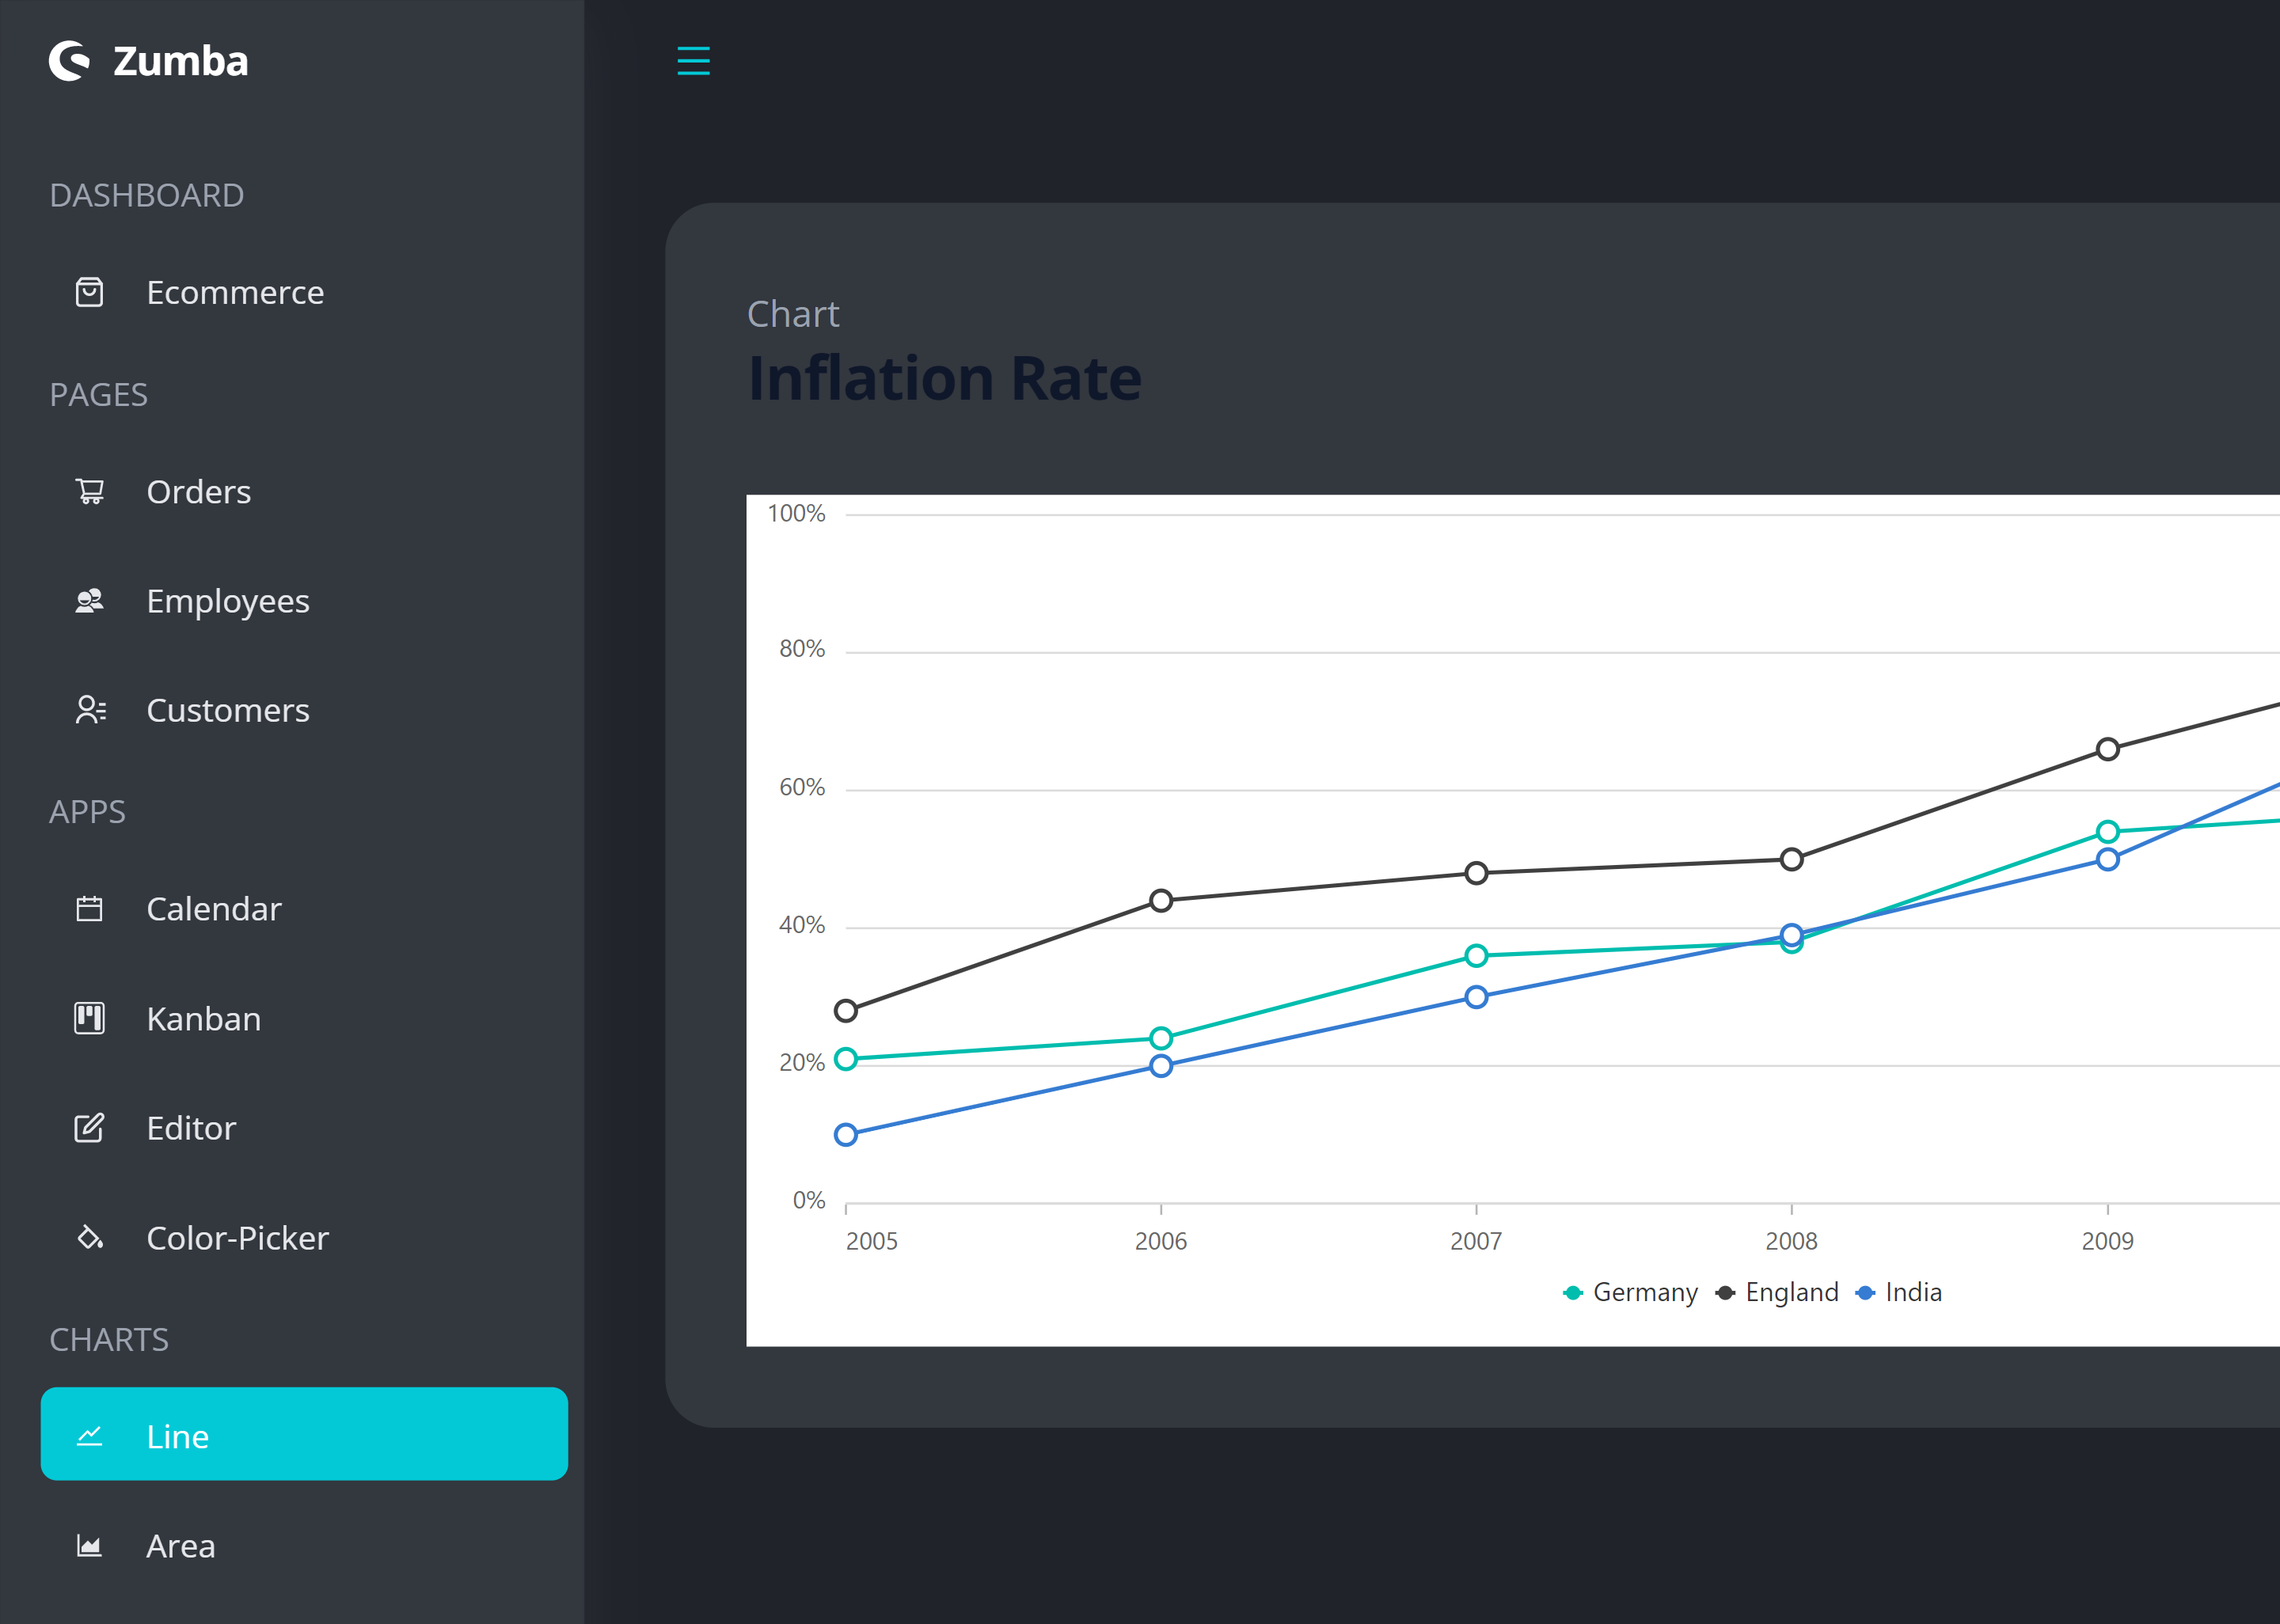 Zumba
DASHBOARD
Ecommerce
PAGES
Orders
Employees
Customers
APPS
Calendar
Kanban
Editor
Color-Picker
CHARTS
Line
Area
Chart
Inflation Rate
100%
80%
60%
40%
20%
0%
2005 2006 2007 2008 2009
Germany England India